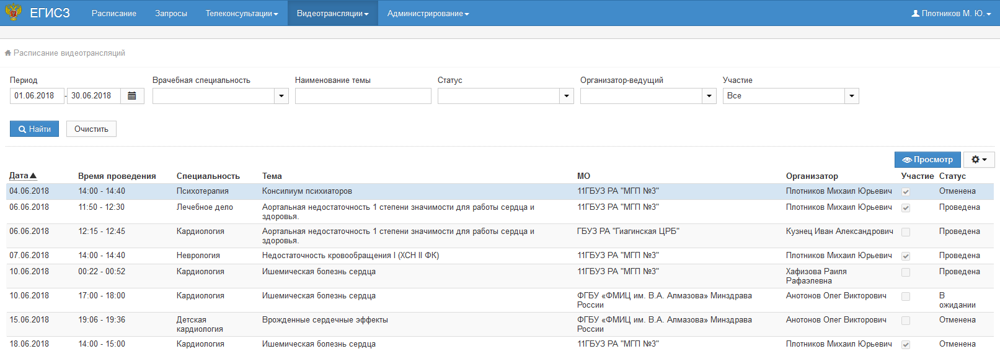 ЕГИСЗ Расписание Запросы Телеконсультации Видеотрансляции Администрирование Плотников М. Ю.
Расписание видеотрансляций
Период Врачебная специальность Наименование темы Статус Организатор-ведущий Участие
01.06.2018 - 30.06.2018 Все
Найти Очистить
Просмотр
Дата Время проведения Специальность Тема МО Организатор Участие Статус
04.06.2018 14:00 - 14:40 Психотерапия Консилиум психиаторов 11ГБУЗ РА "МГП №3" Плотников Михаил Юрьевич Отменена
06.06.2018 11:50 - 12:30 Лечебное дело Аортальная недостаточность 1 степени значимости для работы сердца и 11ГБУЗ РА "МГП №3" Плотников Михаил Юрьевич Проведена
здоровья.
06.06.2018 12:15 - 12:45 Кардиология Аортальная недостаточность 1 степени значимости для работы сердца и ГБУЗ РА "Гиагинская ЦРБ" Кузнец Иван Александрович Проведена
здоровья.
07.06.2018 14:00 - 14:40 Неврология Недостаточность кровообращения I (ХСН II ФК) 11ГБУЗ РА "МГП №3" Плотников Михаил Юрьевич Проведена
10.06.2018 00:22 - 00:52 Кардиология Ишемическая болезнь сердца 11ГБУЗ РА "МГП №3" Хафизова Раиля Проведена
Рафаэлевна
10.06.2018 17:00 - 18:00 Кардиология Ишемическая болезнь сердца ФГБУ «ФМИЦ им. В.А. Алмазова» Минздрава Анотонов Олег Викторович В
России ожидании
15.06.2018 19:06 - 19:36 Детская Врожденные сердечные эффекты ФГБУ «ФМИЦ им. В.А. Алмазова» Минздрава Анотонов Олег Викторович Отменена
кардиология России
18.06.2018 14:00 - 15:00 Кардиология Ишемическая болезнь сердца 11ГБУЗ РА "МГП №3" Плотников Михаил Юрьевич Отменена